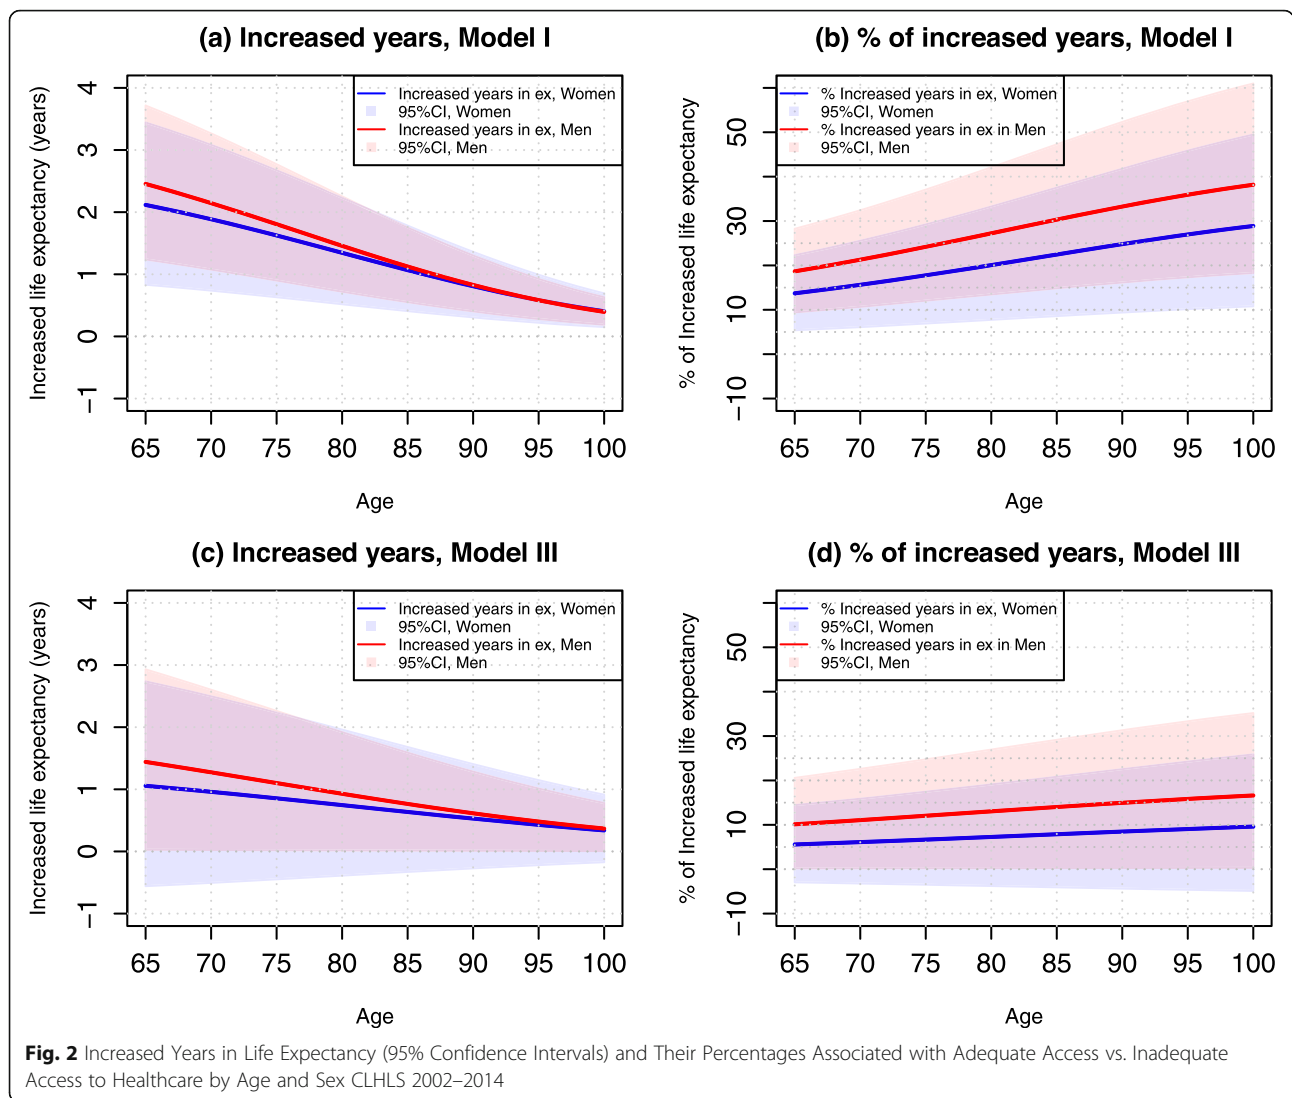 (a) Increased years, Model I
Increased life expectancy (years)
4
3
2
1
0
−1
Increased years in ex, Women
95%CI, Women
Increased years in ex, Men
95%CI, Men
65 70 75 80 85 90 95 100
Age
(b) % of increased years, Model I
% of Increased life expectancy
50
30
10
−10
% Increased years in ex, Women
95%CI, Women
% Increased years in ex in Men
95%CI, Men
65 70 75 80 85 90 95 100
Age
(c) Increased years, Model III
Increased life expectancy (years)
4
3
2
1
0
−1
Increased years in ex, Women
95%CI, Women
Increased years in ex, Men
95%CI, Men
65 70 75 80 85 90 95 100
Age
(d) % of increased years, Model III
% of Increased life expectancy
50
30
10
−10
% Increased years in ex, Women
95%CI, Women
% Increased years in ex in Men
95%CI, Men
65 70 75 80 85 90 95 100
Age
Fig. 2 Increased Years in Life Expectancy (95% Confidence Intervals) and Their Percentages Associated with Adequate Access vs. Inadequate
Access to Healthcare by Age and Sex CLHLS 2002–2014